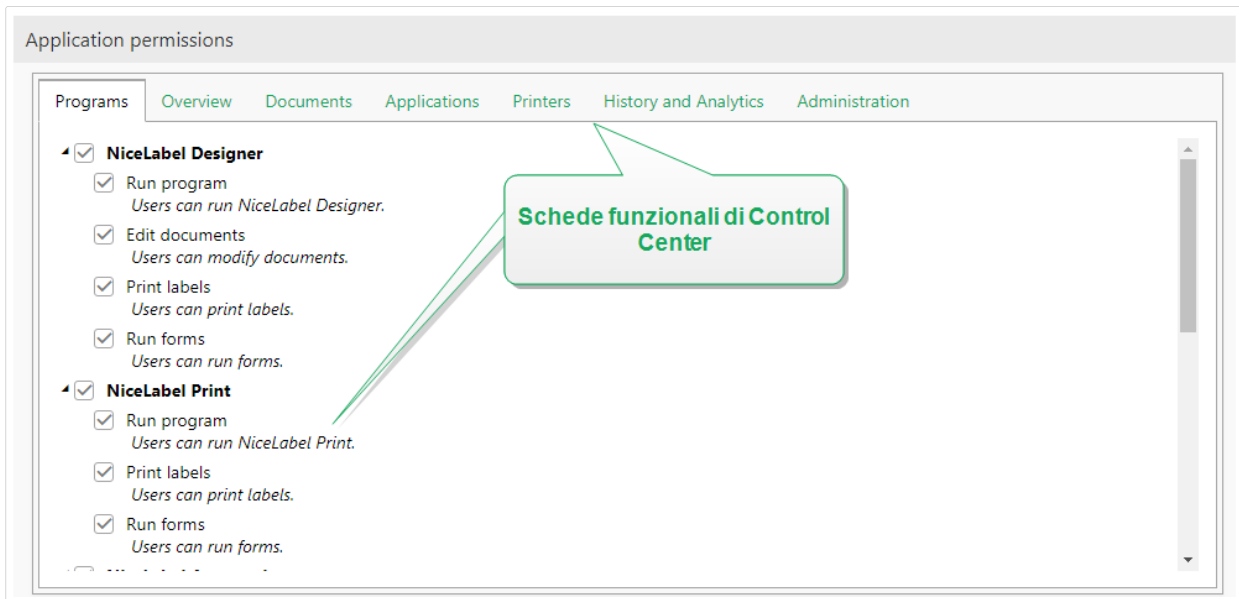 Application permissions
Programs Overview Documents Applications Printers History and Analytics Administration
NiceLabel Designer
Run program
Users can run NiceLabel Designer.
Edit documents
Users can modify documents.
Print labels
Users can print labels.
Run forms
Users can run forms.
Schede funzionali di Control
Center
NiceLabel Print
Run program
Users can run NiceLabel Print.
Print labels
Users can print labels.
Run forms
Users can run forms.